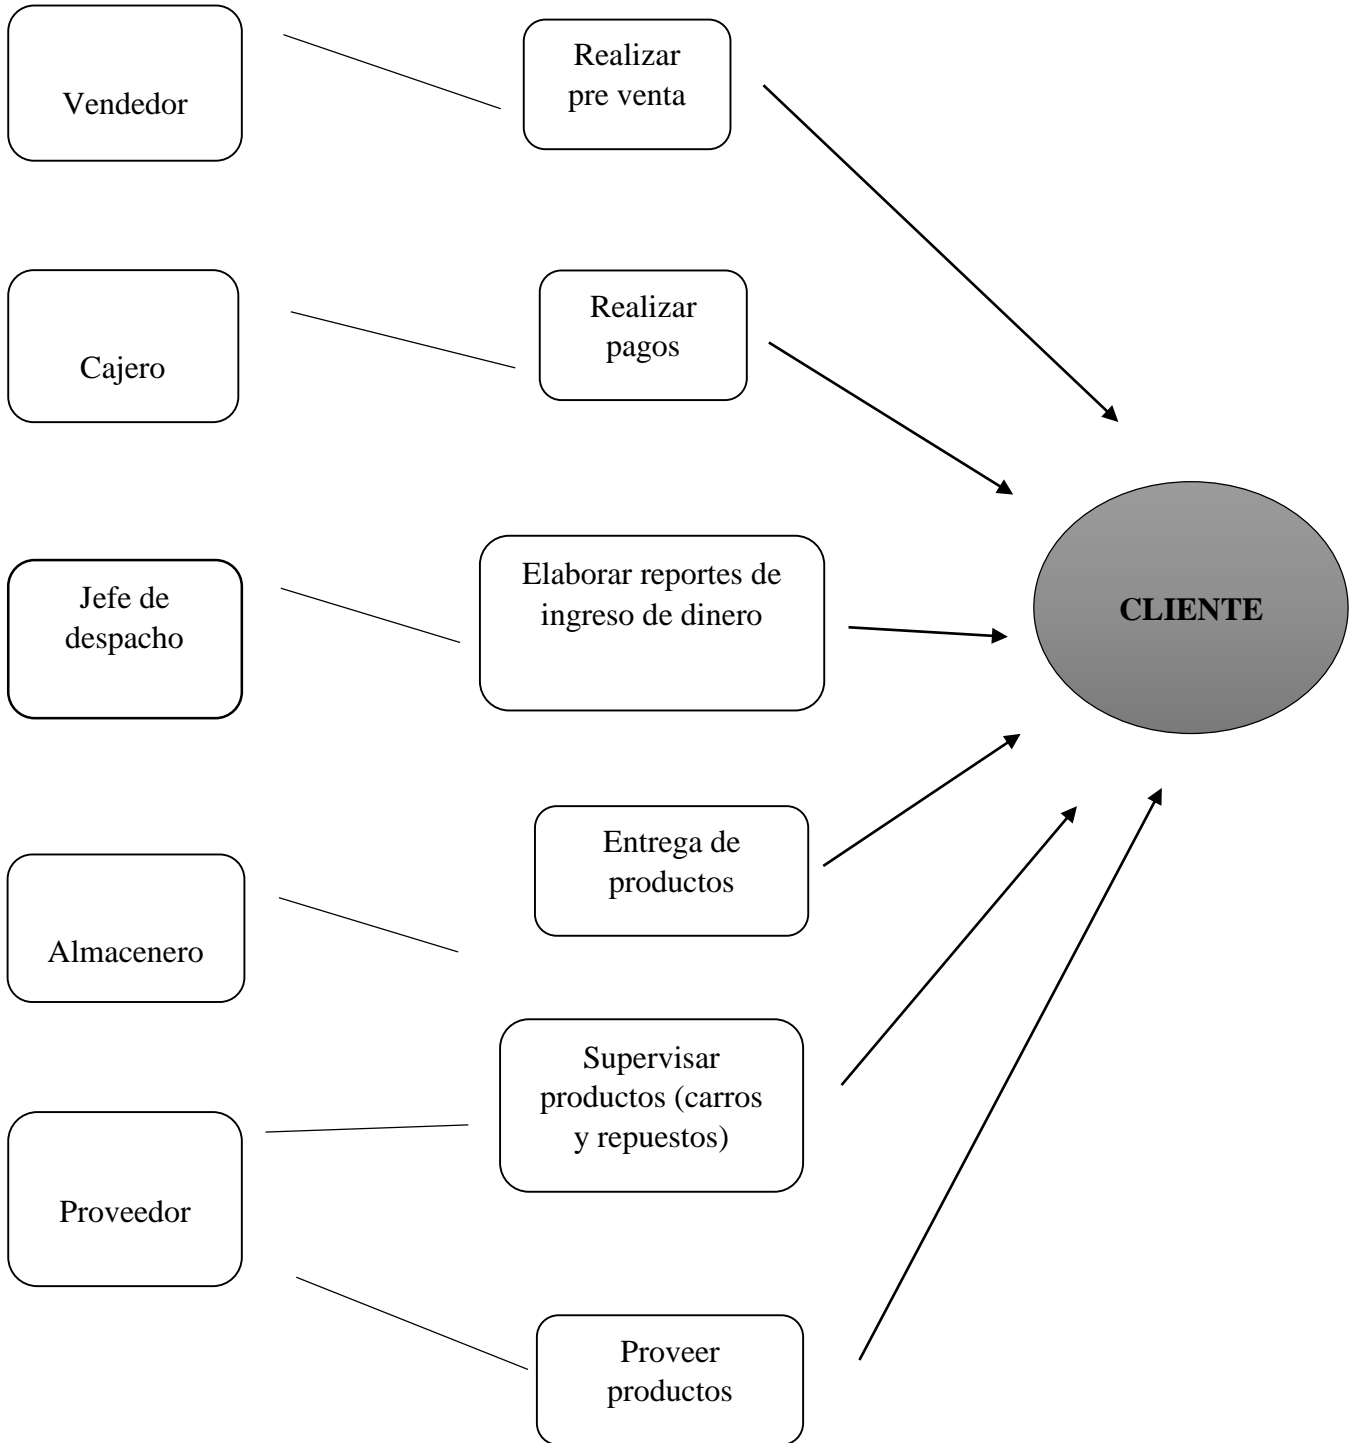 Vendedor
Realizar
pre venta
Cajero
Realizar
pagos
Jefe de
despacho
Elaborar reportes de
ingreso de dinero
CLIENTE
Almacenero
Entrega de
productos
Supervisar
productos (carros
y repuestos)
Proveedor
Proveer
productos